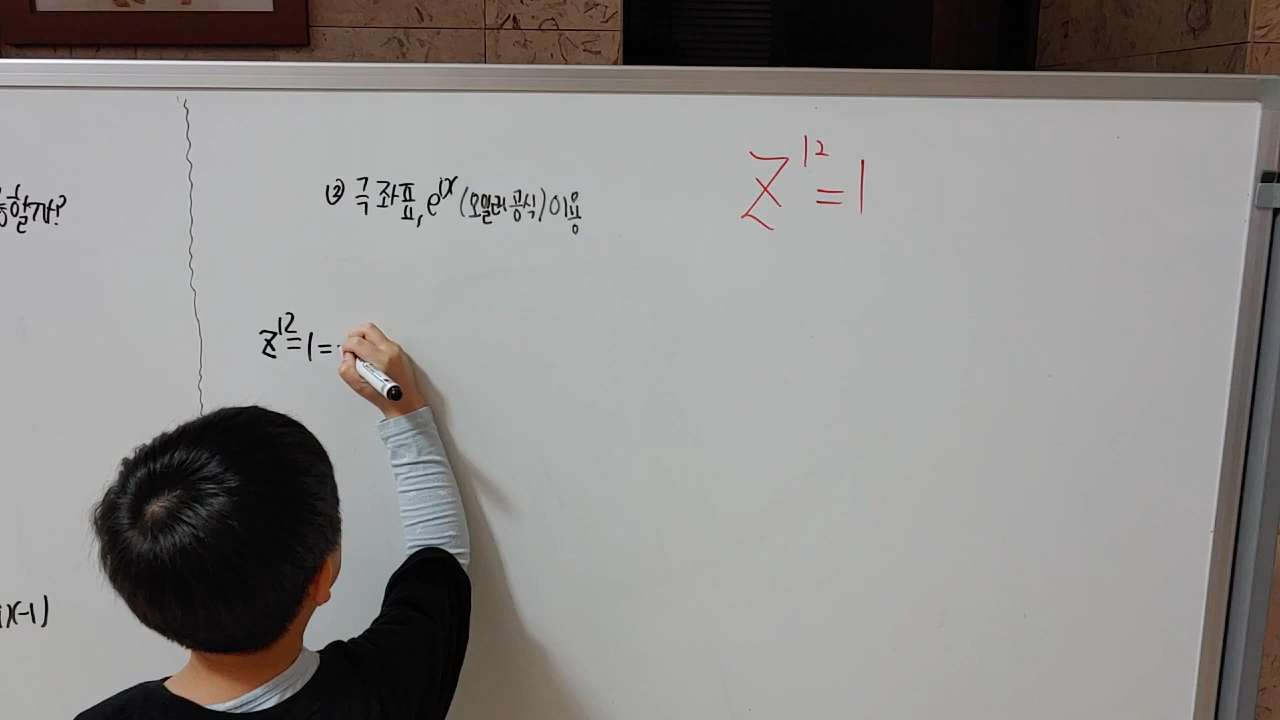 ② 극좌표, e^ix (오일러 공식) 이용
z^12=1
z^12=1=
할까?
)(-1)